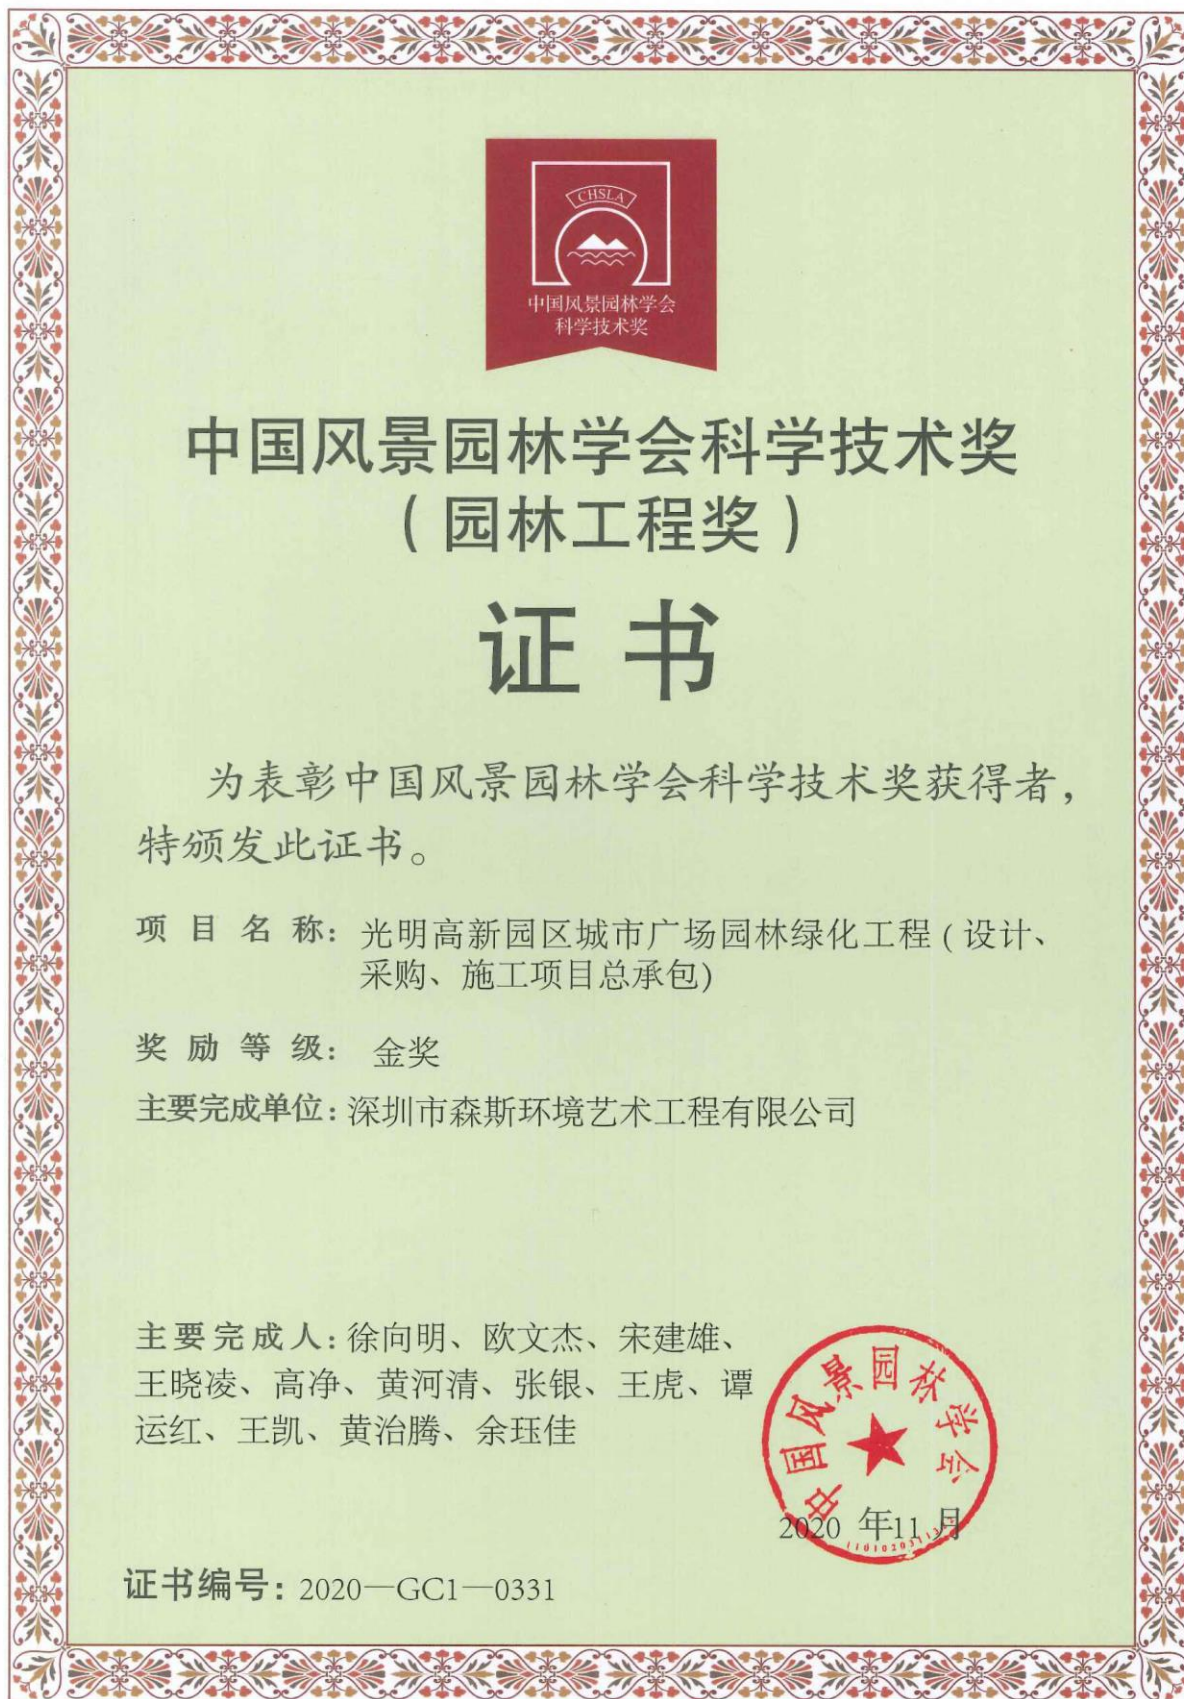 CHSLA
中国风景园林学会
科学技术奖
中国风景园林学会科学技术奖
（园林工程奖）
证书
为表彰中国风景园林学会科学技术奖获得者，
特颁发此证书。
项目名称：光明高新园区城市广场园林绿化工程(设计、
采购、施工项目总承包)
奖励等级：金奖
主要完成单位：深圳市森斯环境艺术工程有限公司
主要完成人：徐向明、欧文杰、宋建雄、
王晓凌、高净、黄河清、张银、王虎、谭
运红、王凯、黄治腾、余珏佳
中国风景园林学会
2020 年11 月
证书编号：2020—GC1—0331